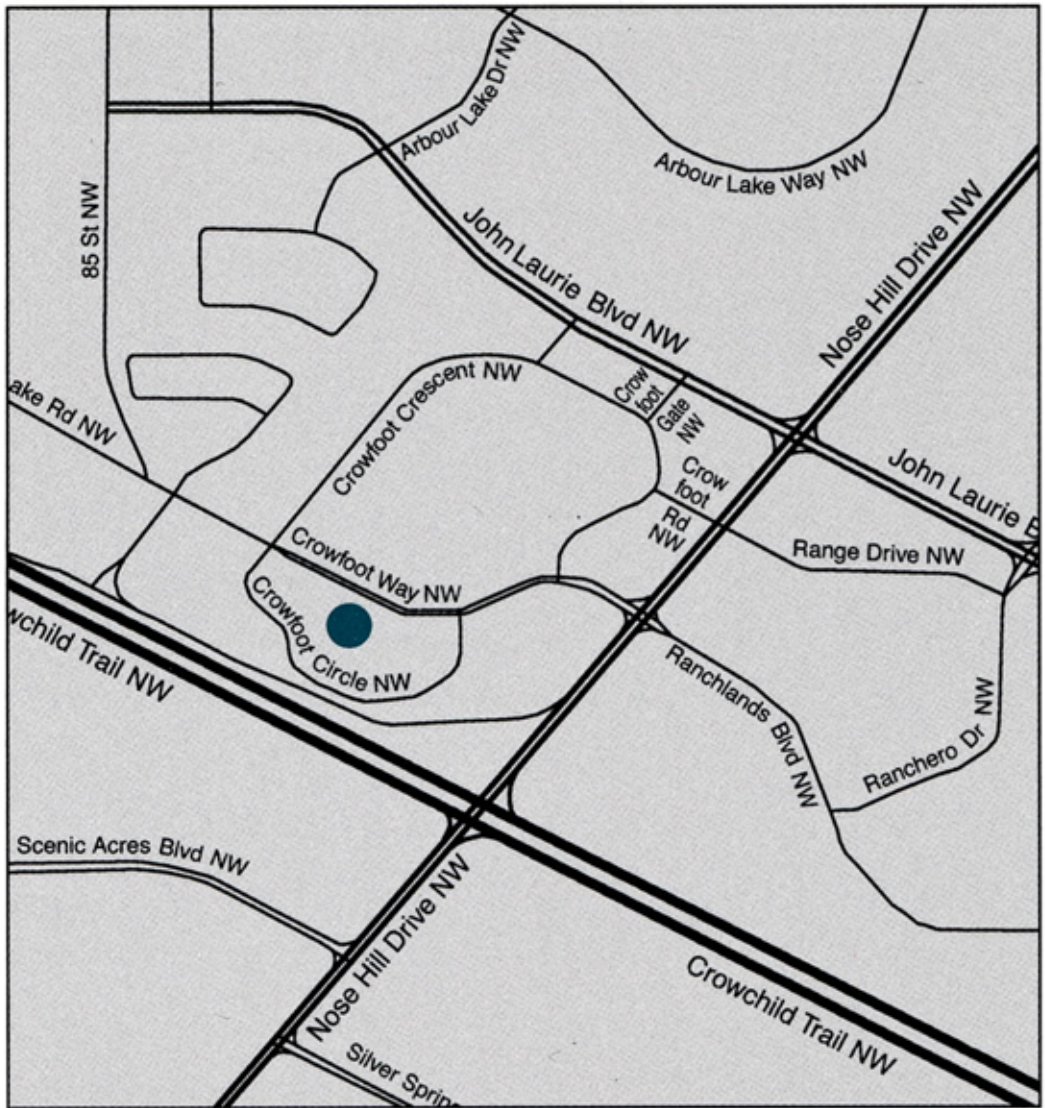 Arbour Lake Dr NW
Arbour Lake Way NW
85 St NW
John Laurie Blvd NW
Nose Hill Drive NW
Crowfoot Crescent NW
Crow
foot
Gate
NW
ake Rd NW
Crow
foot
Rd
NW
John Laurie B
Crowfoot Way NW
Range Drive NW
Crowfoot Circle NW
wchild Trail NW
Ranchlands Blvd NW
Ranchero Dr NW
Scenic Acres Blvd NW
Nose Hill Drive NW
Crowchild Trail NW
Silver Spring